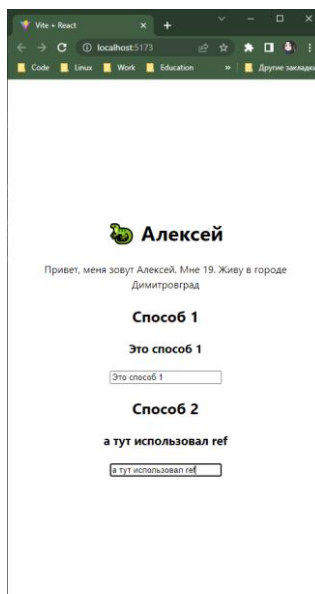 Vite + React
localhost:5173
Code Linux Work Education » Другие закладки
Алексей
Привет, меня зовут Алексей. Мне 19. Живу в городе
Димитровград
Способ 1
Это способ 1
Это способ 1
Способ 2
а тут использовал ref
а тут использовал ref